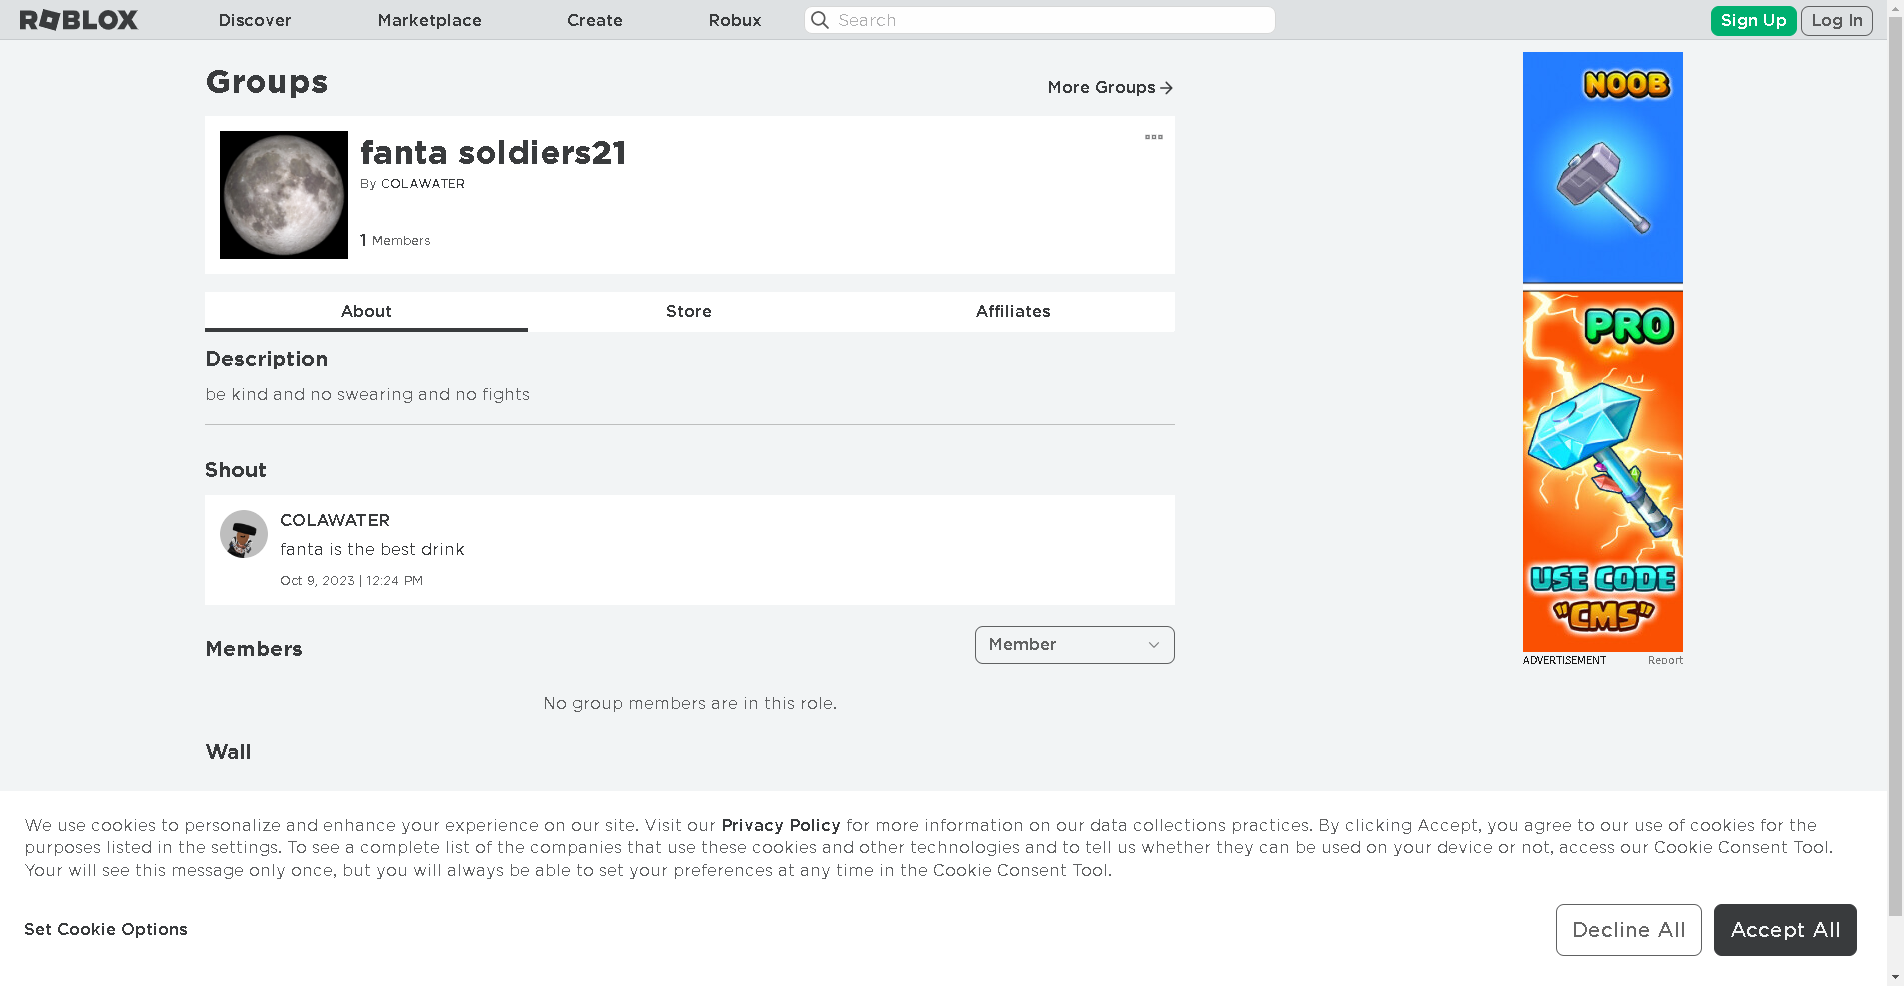 ROBLOX
Discover
Marketplace
Create
Robux
Search
Sign Up
Log In
Groups
More Groups
fanta soldiers21
By COLAWATER
1 Members
About
Store
Affiliates
Description
be kind and no swearing and no fights
Shout
COLAWATER
fanta is the best drink
Oct 9, 2023 | 12:24 PM
Members
Member
No group members are in this role.
Wall
NOOB
PRO
USE CODE
"CMS"
ADVERTISEMENT
Report
We use cookies to personalize and enhance your experience on our site. Visit our Privacy Policy for more information on our data collections practices. By clicking Accept, you agree to our use of cookies for the
purposes listed in the settings. To see a complete list of the companies that use these cookies and other technologies and to tell us whether they can be used on your device or not, access our Cookie Consent Tool.
Your will see this message only once, but you will always be able to set your preferences at any time in the Cookie Consent Tool.
Set Cookie Options
Decline All
Accept All